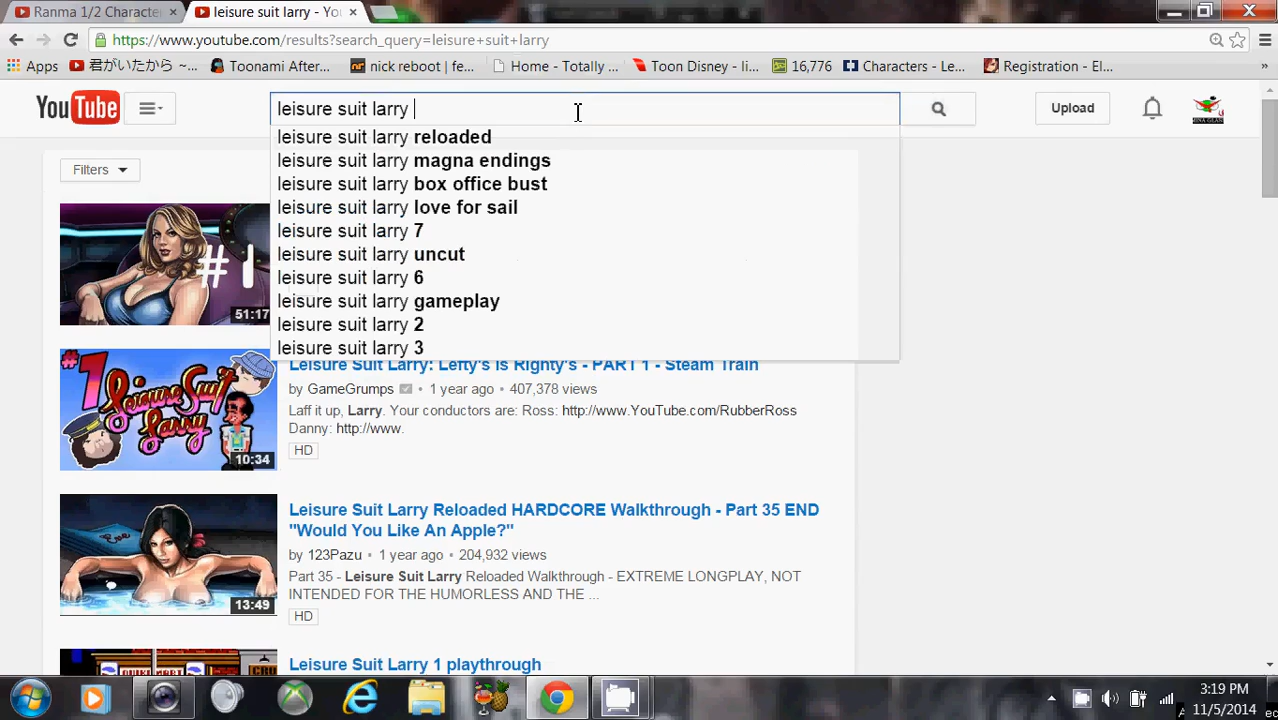 Ranma 1/2 Characte
leisure suit larry - Yo
https://www.youtube.com/results?search_query=leisure+suit+larry
Apps 君がいたから ~... Toonami After... nick reboot | fe... Home - Totally ... Toon Disney - li... 16,776 Characters - Lege... Registration - El...
YouTube
leisure suit larry
Upload
leisure suit larry reloaded
leisure suit larry magna endings
leisure suit larry box office bust
leisure suit larry love for sail
leisure suit larry 7
leisure suit larry uncut
leisure suit larry 6
leisure suit larry gameplay
leisure suit larry 2
leisure suit larry 3
Filters
51:17
#1 Leisure Suit Larry
10:34
Leisure Suit Larry: Lefty's Is Righty's - PART 1 - Steam Train
by GameGrumps • 1 year ago • 407,378 views
Laff it up, Larry. Your conductors are: Ross: http://www.YouTube.com/RubberRoss
Danny: http://www.
HD
13:49
Leisure Suit Larry Reloaded HARDCORE Walkthrough - Part 35 END
"Would You Like An Apple?"
by 123Pazu • 1 year ago • 204,932 views
Part 35 - Leisure Suit Larry Reloaded Walkthrough - EXTREME LONGPLAY, NOT
INTENDED FOR THE HUMORLESS AND THE ...
HD
Leisure Suit Larry 1 playthrough
3:19 PM
11/5/2014